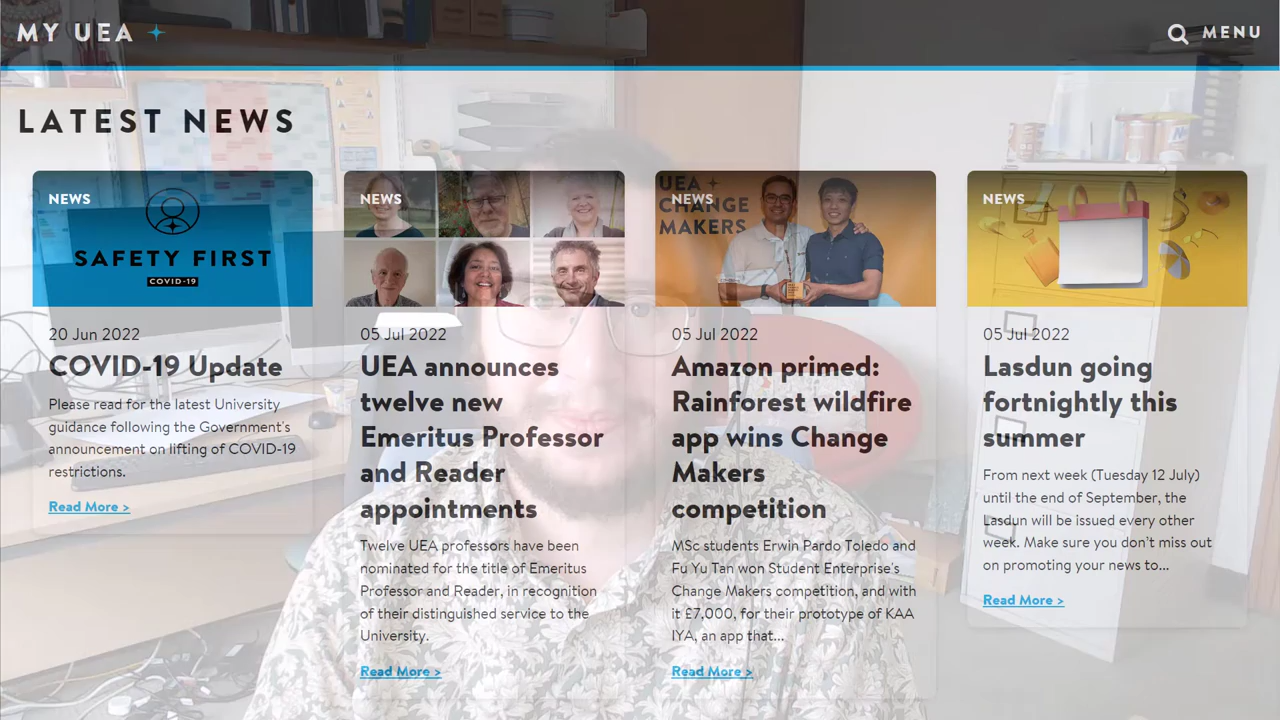 MY UEA
MENU
LATEST NEWS
NEWS
SAFETY FIRST
COVID-19
20 Jun 2022
COVID-19 Update
Please read for the latest University
guidance following the Government's
announcement on lifting of COVID-19
restrictions.
Read More >
NEWS
05 Jul 2022
UEA announces
twelve new
Emeritus Professor
and Reader
appointments
Twelve UEA professors have been
nominated for the title of Emeritus
Professor and Reader, in recognition
of their distinguished service to the
University.
Read More >
UEA
NEWS
CHANGE
MAKERS
05 Jul 2022
Amazon primed:
Rainforest wildfire
app wins Change
Makers
competition
MSc students Erwin Pardo Toledo and
Fu Yu Tan won Student Enterprise's
Change Makers competition, and with
it £7,000, for their prototype of KAA
IYA, an app that...
Read More >
NEWS
05 Jul 2022
Lasdun going
fortnightly this
summer
From next week (Tuesday 12 July)
until the end of September, the
Lasdun will be issued every other
week. Make sure you don't miss out
on promoting your news to...
Read More >